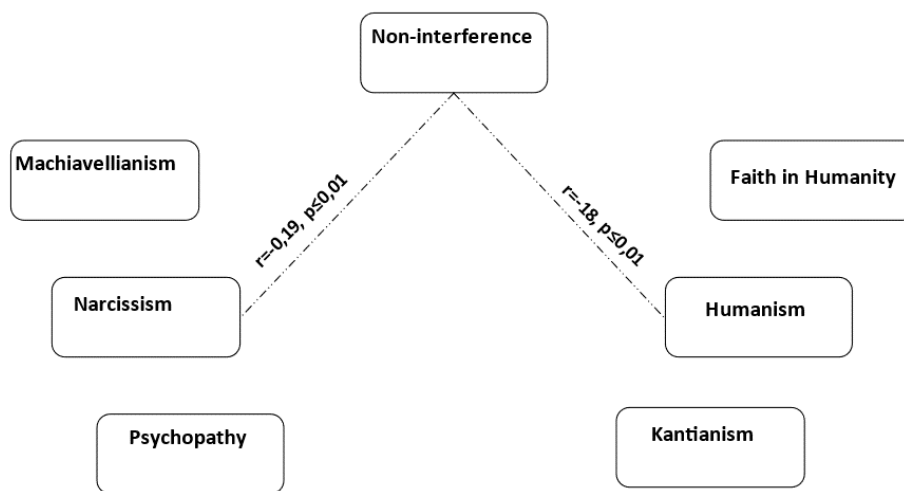 Non-interference
Machiavellianism
Faith in Humanity
r=-0,19, p≤0,01
r=-18, p≤0,01
Narcissism
Humanism
Psychopathy
Kantianism